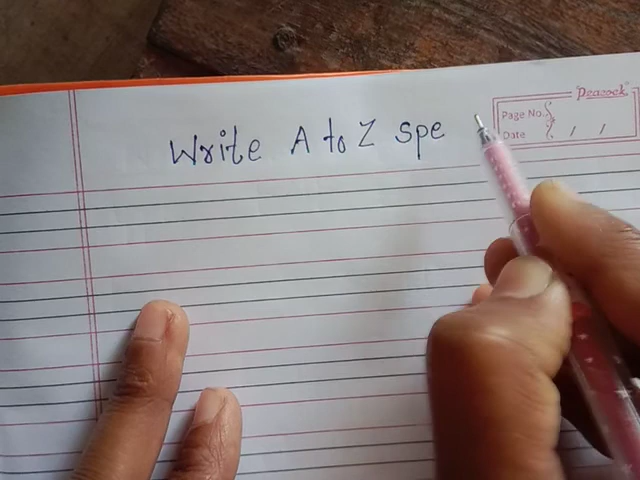 Peacock
Page No.
Date / /
Write A to Z spe